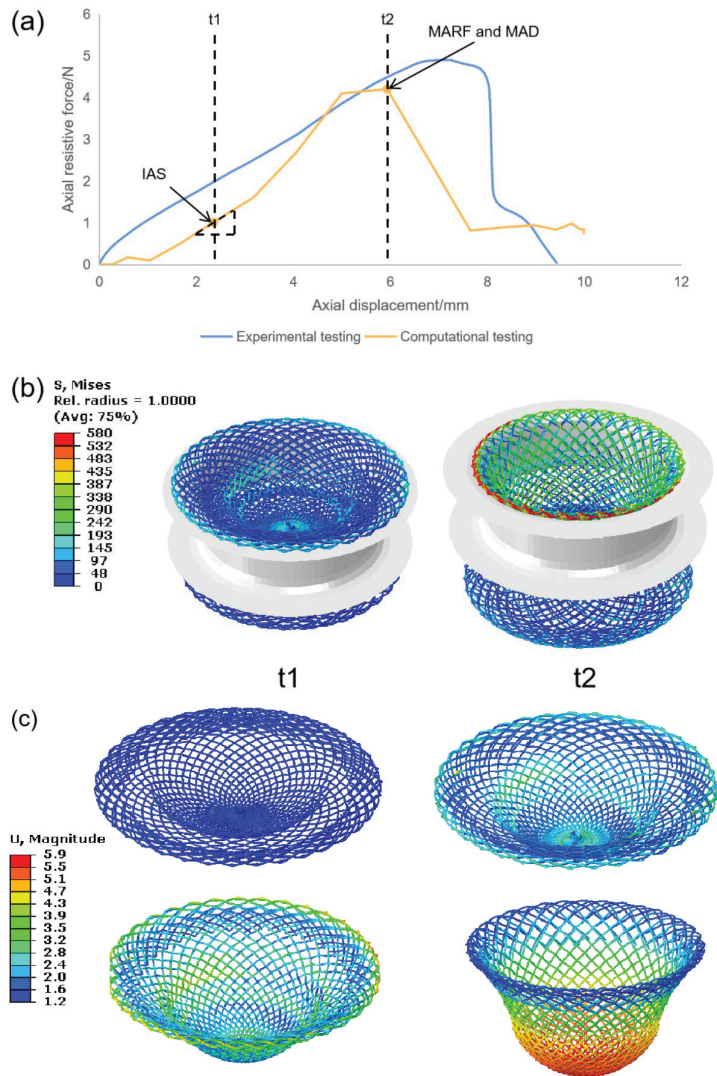 (a)
t1
t2
MARF and MAD
IAS
6
5
4
3
2
1
0
Axial resistive force/N
0
2
4
6
8
10
12
Axial displacement/mm
Experimental testing
Computational testing
(b)
S, Mises
Rel. radius = 1.0000
(Avg: 75%)
580
532
483
435
387
338
290
242
193
145
97
48
0
t1
t2
(c)
U, Magnitude
5.9
5.5
5.1
4.7
4.3
3.9
3.5
3.2
2.8
2.4
2.0
1.6
1.2